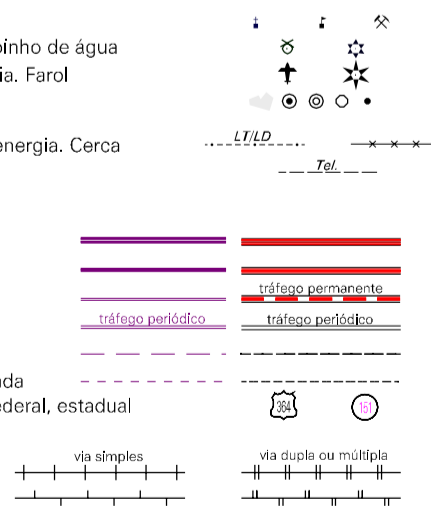 oinho de água
ia. Farol
energia. Cerca
LT/LD
Tel.
tráfego permanente
tráfego periódico
tráfego periódico
ada
ederal, estadual
364
151
via simples
via dupla ou múltipla